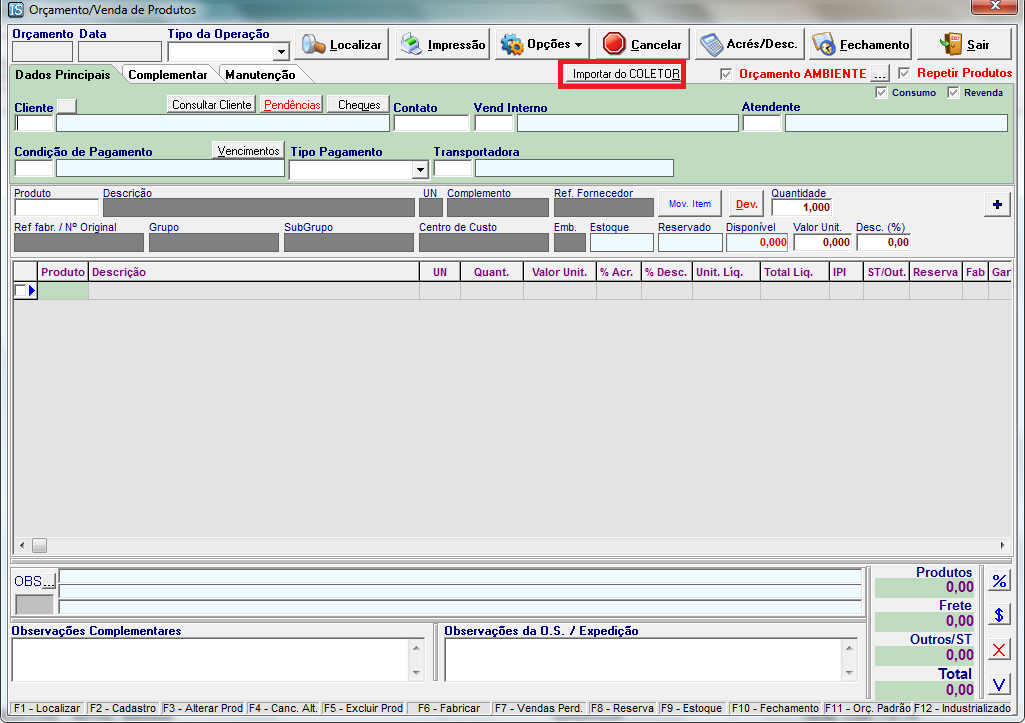 IS Orçamento/Venda de Produtos
Orçamento Data Tipo da Operação Localizar Impressão Opções Cancelar Acrés/Desc. Fechamento Sair
Dados Principais Complementar Manutenção Importar do COLETOR Orçamento AMBIENTE ... Repetir Produtos
Consumo Revenda
Cliente Consultar Cliente Pendências Cheques Contato Vend Interno Atendente
Condição de Pagamento Vencimentos Tipo Pagamento Transportadora
Produto Descrição UN Complemento Ref. Fornecedor Mov. Item Dev. Quantidade
1,000 +
Ref fabr. / Nº Original Grupo SubGrupo Centro de Custo Emb. Estoque Reservado Disponível Valor Unit. Desc. (%)
0,000 0,000 0,00
Produto Descrição UN Quant. Valor Unit. % Acr. % Desc. Unit. Líq. Total Liq. IPI ST/Out. Reserva Fab Gar
OBS... Produtos
0,00 %
Frete
0,00 $
Observações Complementares Observações da O.S. / Expedição Outros/ST
0,00 X
Total
0,00 V
F1 - Localizar F2 - Cadastro F3 - Alterar Prod F4 - Canc. Alt. F5 - Excluir Prod F6 - Fabricar F7 - Vendas Perd. F8 - Reserva F9 - Estoque F10 - Fechamento F11 - Orç. Padrão F12 - Industrializado